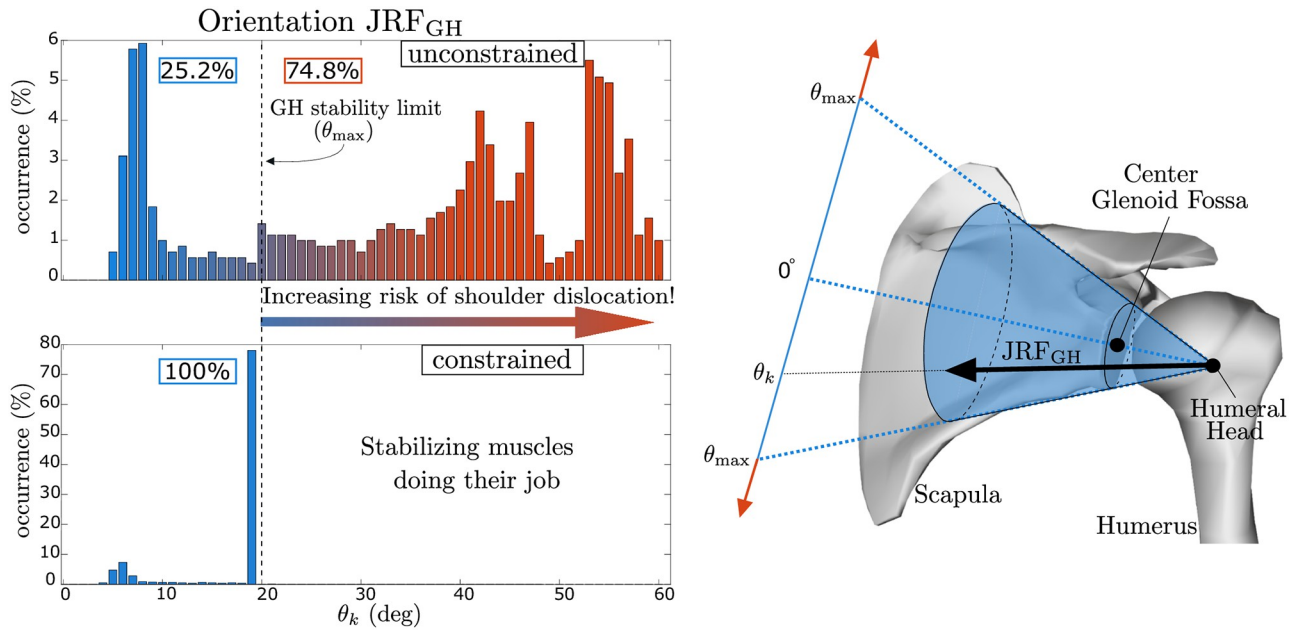 Orientation JRF_GH
6
5
4
3
2
1
0
occurrence (%)
25.2%
74.8%
unconstrained
GH stability limit
(θ_max)
Increasing risk of shoulder dislocation!
80
70
60
50
40
30
20
10
0
occurrence (%)
100%
constrained
Stabilizing muscles
doing their job
0
10
20
30
40
50
60
θ_k (deg)
θ_max
0°
θ_k
θ_max
Center
Glenoid Fossa
JRF_GH
Humeral
Head
Scapula
Humerus